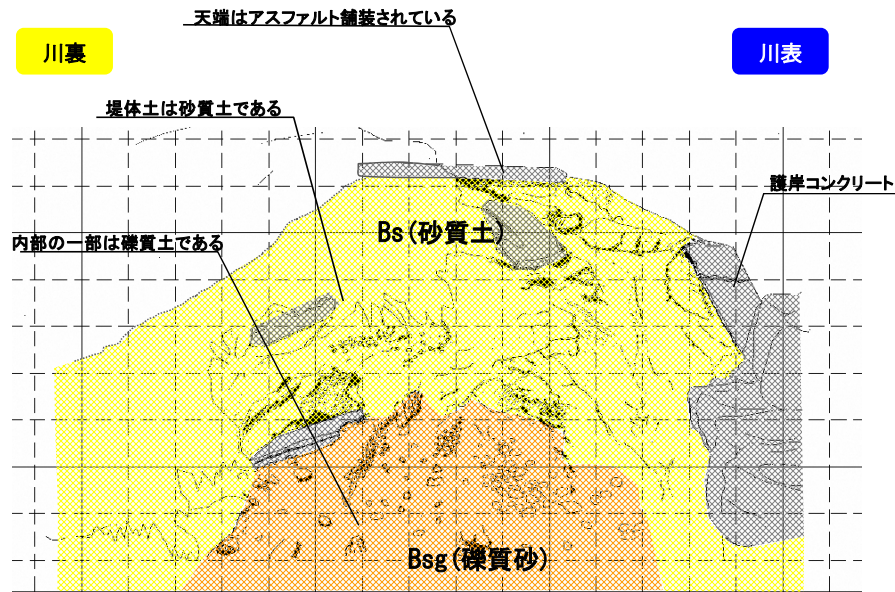 天端はアスファルト舗装されている
川裏
川表
堤体土は砂質土である
護岸コンクリート
Bs(砂質土)
内部の一部は礫質土である
Bsg(礫質砂)